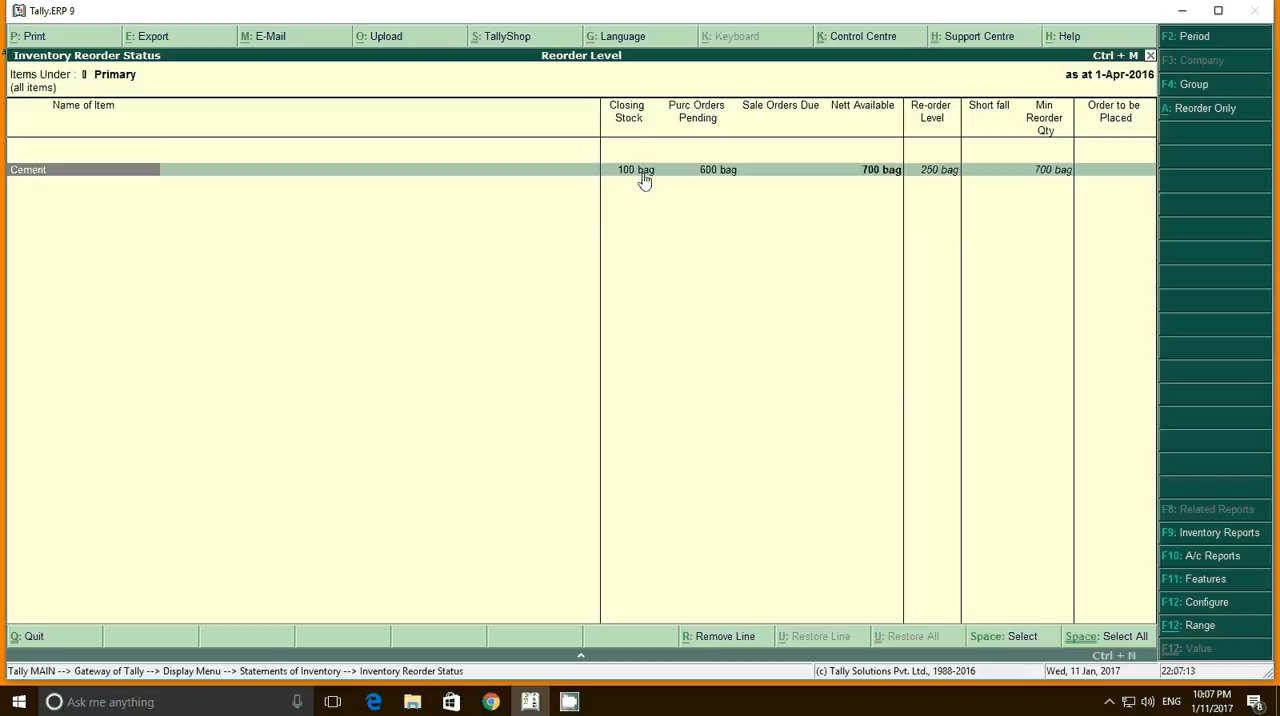 Tally.ERP 9
P: Print E: Export M: E-Mail O: Upload S: TallyShop G: Language K: Keyboard K: Control Centre H: Support Centre H: Help
Inventory Reorder Status Reorder Level Ctrl + M
Items Under : Primary as at 1-Apr-2016
(all items)
Name of Item Closing Stock Purc Orders Pending Sale Orders Due Nett Available Re-order Level Short fall Min Reorder Qty Order to be Placed
Cement 100 bag 600 bag 700 bag 250 bag 700 bag
F2: Period
F3: Company
F4: Group
A: Reorder Only
F8: Related Reports
F9: Inventory Reports
F10: A/c Reports
F11: Features
F12: Configure
F12: Range
F12: Value
Q: Quit R: Remove Line U: Restore Line U: Restore All Space: Select Space: Select All
Ctrl + N
Tally MAIN --> Gateway of Tally --> Display Menu --> Statements of Inventory --> Inventory Reorder Status (c) Tally Solutions Pvt. Ltd., 1988-2016 Wed, 11 Jan, 2017 22:07:13
Ask me anything ENG 10:07 PM
1/11/2017